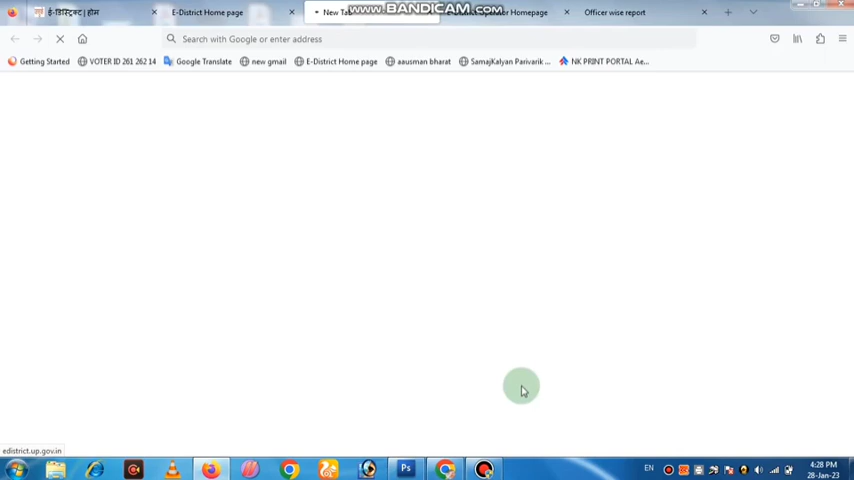 www.BANDICAM.com
ई-डिस्ट्रिक्ट | होम
E-District Home page
New Tab
Homepage
Officer wise report
Search with Google or enter address
Getting Started
VOTER ID 261 262 14
Google Translate
new gmail
E-District Home page
aausman bharat
SamajKalyan Parivarik ...
NK PRINT PORTAL Ae...
edistrict.up.gov.in
Ps
EN
4:28 PM
28-Jan-23